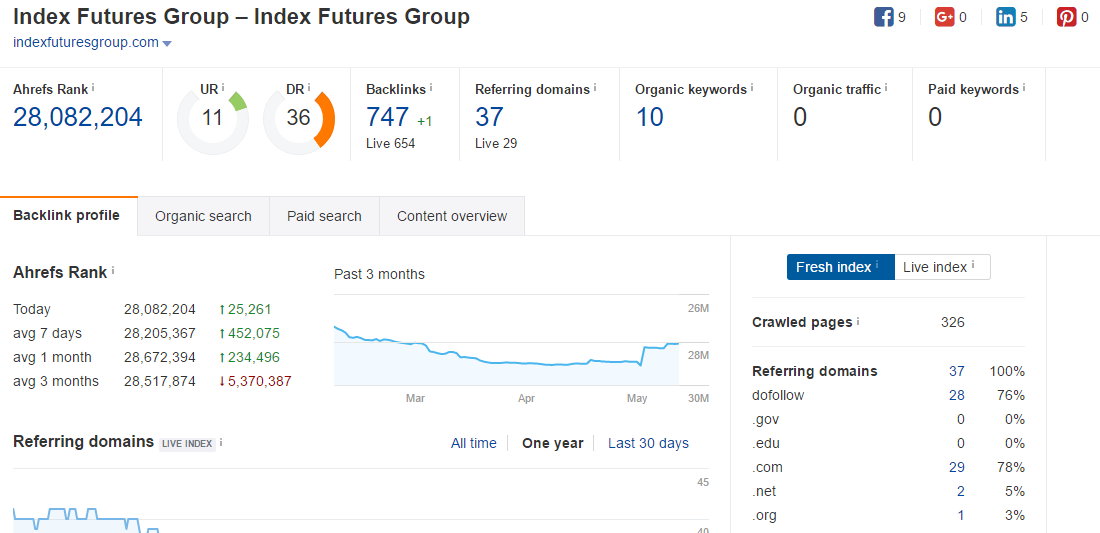 Index Futures Group – Index Futures Group
9 0 5 0
indexfuturesgroup.com
Ahrefs Rank i UR i DR i Backlinks i Referring domains i Organic keywords i Organic traffic i Paid keywords i
28,082,204 11 36 747 +1 37 10 0 0
Live 654 Live 29
Backlink profile Organic search Paid search Content overview
Ahrefs Rank i
Today 28,082,204 ↑25,261
avg 7 days 28,205,367 ↑452,075
avg 1 month 28,672,394 ↑234,496
avg 3 months 28,517,874 ↓5,370,387
Past 3 months
26M
28M
Mar Apr May 30M
Referring domains LIVE INDEX i All time One year Last 30 days
45
40
Fresh index i Live index i
Crawled pages i 326
Referring domains 37 100%
dofollow 28 76%
.gov 0 0%
.edu 0 0%
.com 29 78%
.net 2 5%
.org 1 3%